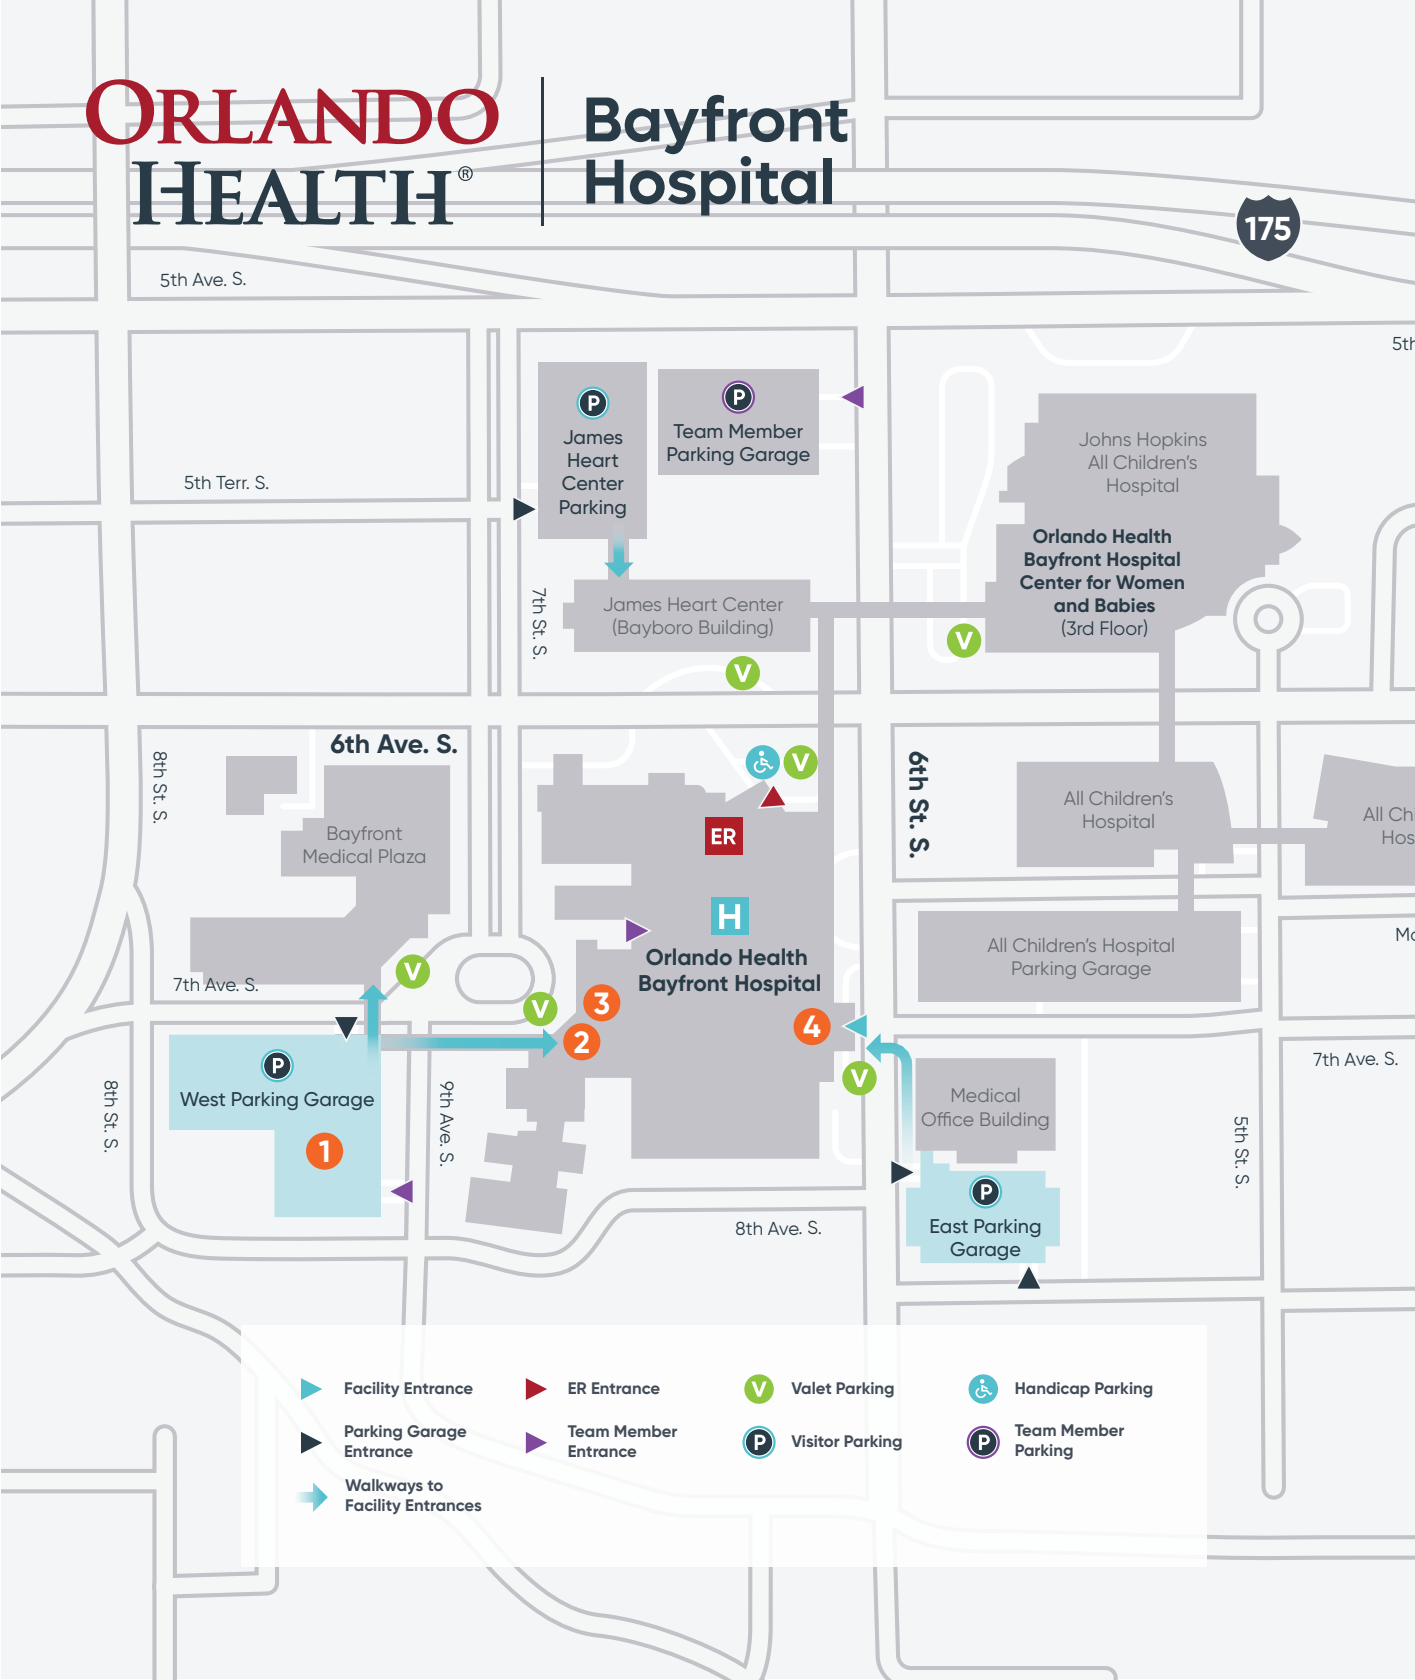 ORLANDO
HEALTH®
Bayfront
Hospital
175
5th Ave. S.
5th
P
James
Heart
Center
Parking
P
Team Member
Parking Garage
Johns Hopkins
All Children's
Hospital
5th Terr. S.
Orlando Health
Bayfront Hospital
Center for Women
and Babies
(3rd Floor)
7th St. S.
James Heart Center
(Bayboro Building)
V
V
6th Ave. S.
8th St. S.
V
6th St. S.
All Children's
Hospital
All Ch
Hos
Bayfront
Medical Plaza
ER
H
Orlando Health
Bayfront Hospital
All Children's Hospital
Parking Garage
Mo
V
7th Ave. S.
V
3
2
4
P
West Parking Garage
1
8th St. S.
9th Ave. S.
V
Medical
Office Building
7th Ave. S.
5th St. S.
P
East Parking
Garage
8th Ave. S.
Facility Entrance
ER Entrance
V
Valet Parking
Handicap Parking
Parking Garage
Entrance
Team Member
Entrance
P
Visitor Parking
P
Team Member
Parking
Walkways to
Facility Entrances